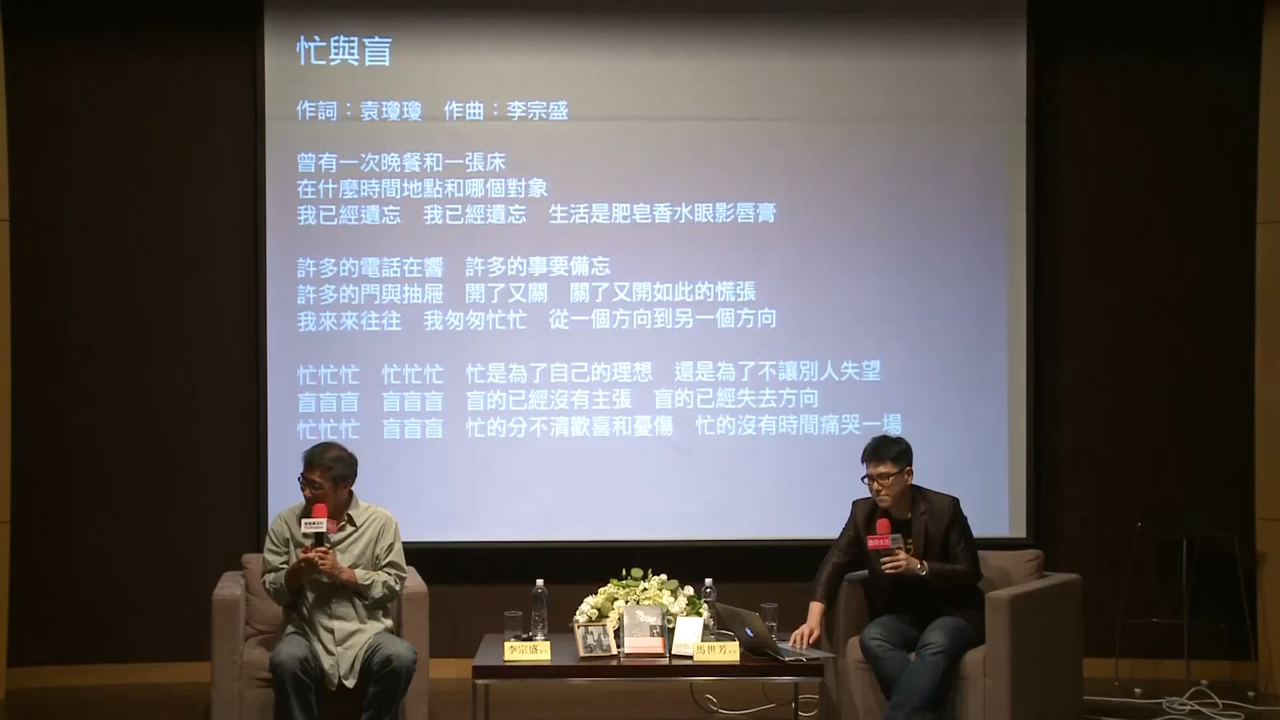 忙與盲
作詞：袁瓊瓊　作曲：李宗盛
曾有一次晚餐和一張床
在什麼時間地點和哪個對象
我已經遺忘　我已經遺忘　生活是肥皂香水眼影唇膏
許多的電話在響　許多的事要備忘
許多的門與抽屜　開了又關　關了又開如此的慌張
我來來往往　我匆匆忙忙　從一個方向到另一個方向
忙忙忙　忙忙忙　忙是為了自己的理想　還是為了不讓別人失望
盲盲盲　盲盲盲　盲的已經沒有主張　盲的已經失去方向
忙忙忙　盲盲盲　忙的分不清歡喜和憂傷　忙的沒有時間痛哭一場
李宗盛
馬世芳